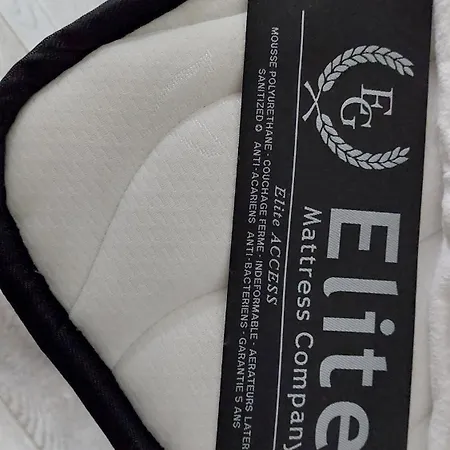 EG
Elite
Mattress Company
Elite ACCESS
MOUSSE POLYURETHANE · COUCHAGE FERME · INDEFORMABLE · AERATEURS LATER
SANITIZED ANTI-ACARIENS ANTI-BACTERIENS · GARANTIE 5 ANS